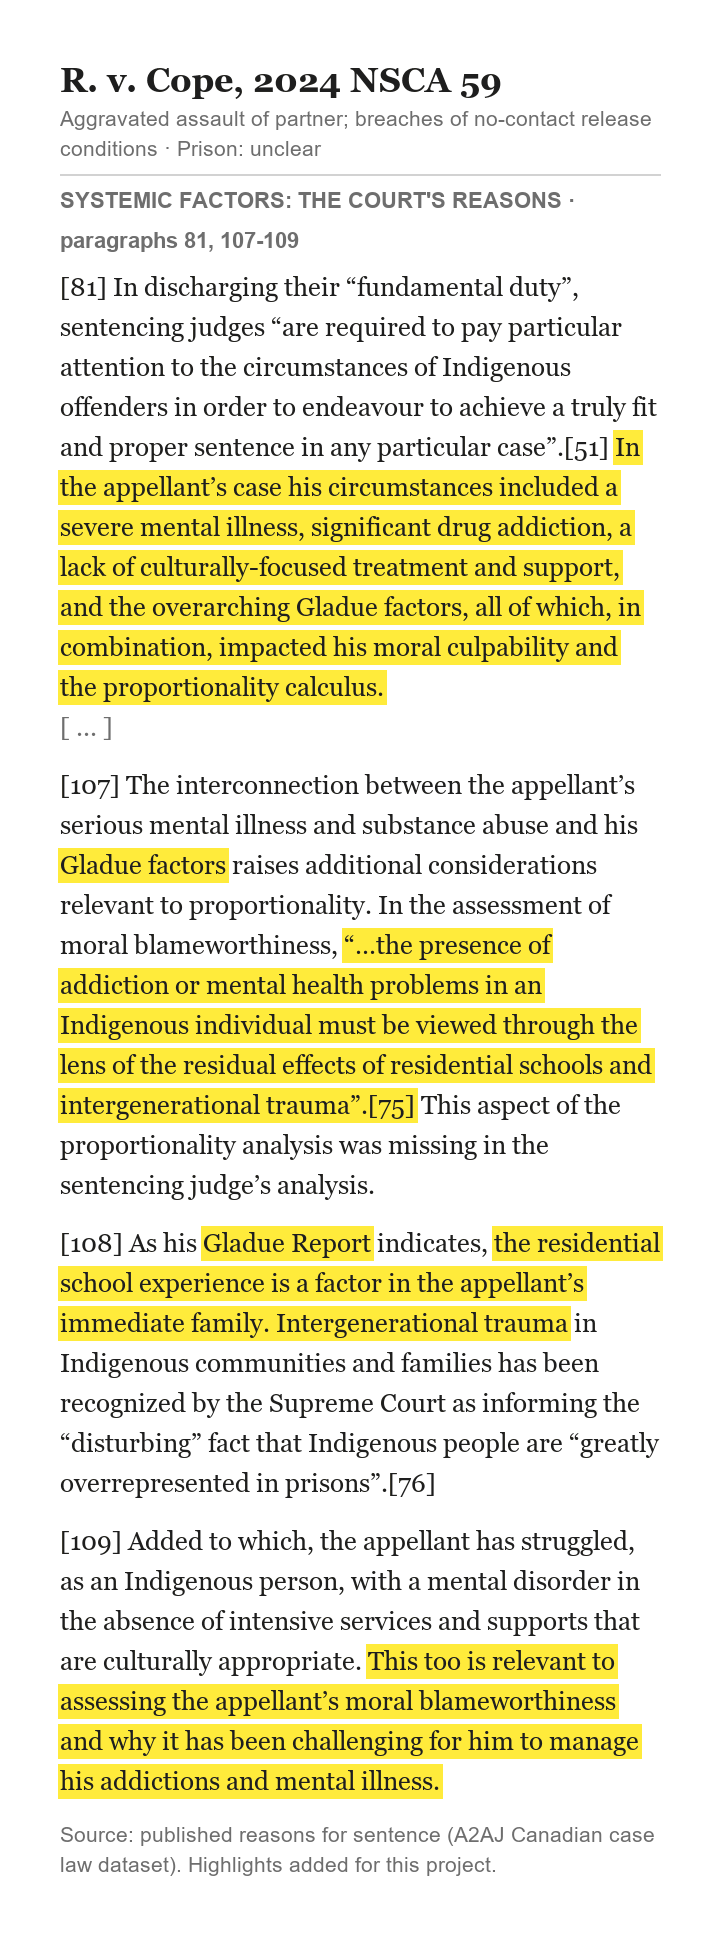 R. v. Cope, 2024 NSCA 59
Aggravated assault of partner; breaches of no-contact release
conditions · Prison: unclear
SYSTEMIC FACTORS: THE COURT'S REASONS ·
paragraphs 81, 107-109
[81] In discharging their “fundamental duty”,
sentencing judges “are required to pay particular
attention to the circumstances of Indigenous
offenders in order to endeavour to achieve a truly fit
and proper sentence in any particular case”.[51] In
the appellant’s case his circumstances included a
severe mental illness, significant drug addiction, a
lack of culturally-focused treatment and support,
and the overarching Gladue factors, all of which, in
combination, impacted his moral culpability and
the proportionality calculus.
[ ... ]
[107] The interconnection between the appellant’s
serious mental illness and substance abuse and his
Gladue factors raises additional considerations
relevant to proportionality. In the assessment of
moral blameworthiness, “…the presence of
addiction or mental health problems in an
Indigenous individual must be viewed through the
lens of the residual effects of residential schools and
intergenerational trauma”.[75] This aspect of the
proportionality analysis was missing in the
sentencing judge’s analysis.
[108] As his Gladue Report indicates, the residential
school experience is a factor in the appellant’s
immediate family. Intergenerational trauma in
Indigenous communities and families has been
recognized by the Supreme Court as informing the
“disturbing” fact that Indigenous people are “greatly
overrepresented in prisons”.[76]
[109] Added to which, the appellant has struggled,
as an Indigenous person, with a mental disorder in
the absence of intensive services and supports that
are culturally appropriate. This too is relevant to
assessing the appellant’s moral blameworthiness
and why it has been challenging for him to manage
his addictions and mental illness.
Source: published reasons for sentence (A2AJ Canadian case
law dataset). Highlights added for this project.